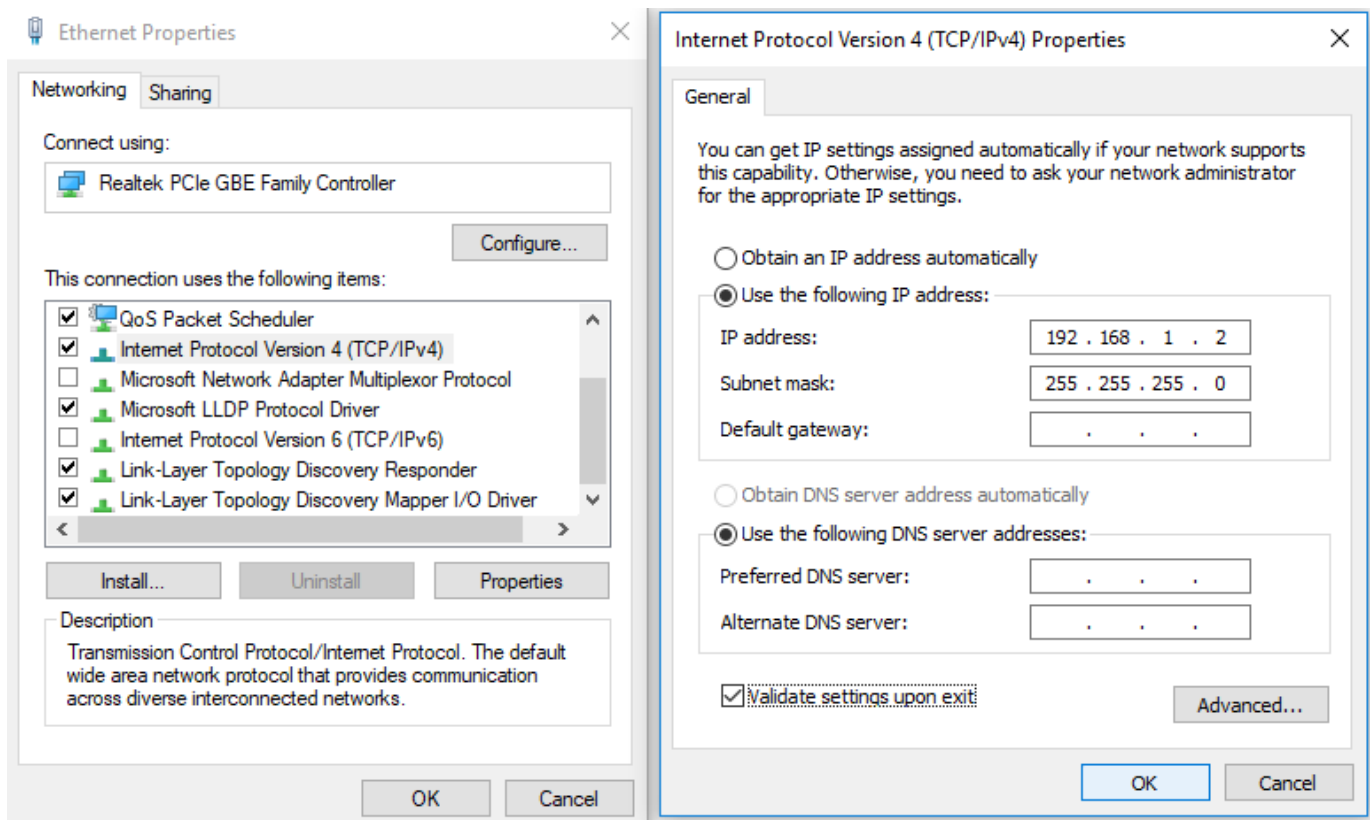 Ethernet Properties
Networking
Sharing
Connect using:
Realtek PCIe GBE Family Controller
Configure...
This connection uses the following items:
QoS Packet Scheduler
Internet Protocol Version 4 (TCP/IPv4)
Microsoft Network Adapter Multiplexor Protocol
Microsoft LLDP Protocol Driver
Internet Protocol Version 6 (TCP/IPv6)
Link-Layer Topology Discovery Responder
Link-Layer Topology Discovery Mapper I/O Driver
Install...
Uninstall
Properties
Description
Transmission Control Protocol/Internet Protocol. The default
wide area network protocol that provides communication
across diverse interconnected networks.
OK
Cancel
Internet Protocol Version 4 (TCP/IPv4) Properties
General
You can get IP settings assigned automatically if your network supports
this capability. Otherwise, you need to ask your network administrator
for the appropriate IP settings.
Obtain an IP address automatically
Use the following IP address:
IP address: 192 . 168 . 1 . 2
Subnet mask: 255 . 255 . 255 . 0
Default gateway: . . .
Obtain DNS server address automatically
Use the following DNS server addresses:
Preferred DNS server: . . .
Alternate DNS server: . . .
Validate settings upon exit
Advanced...
OK
Cancel